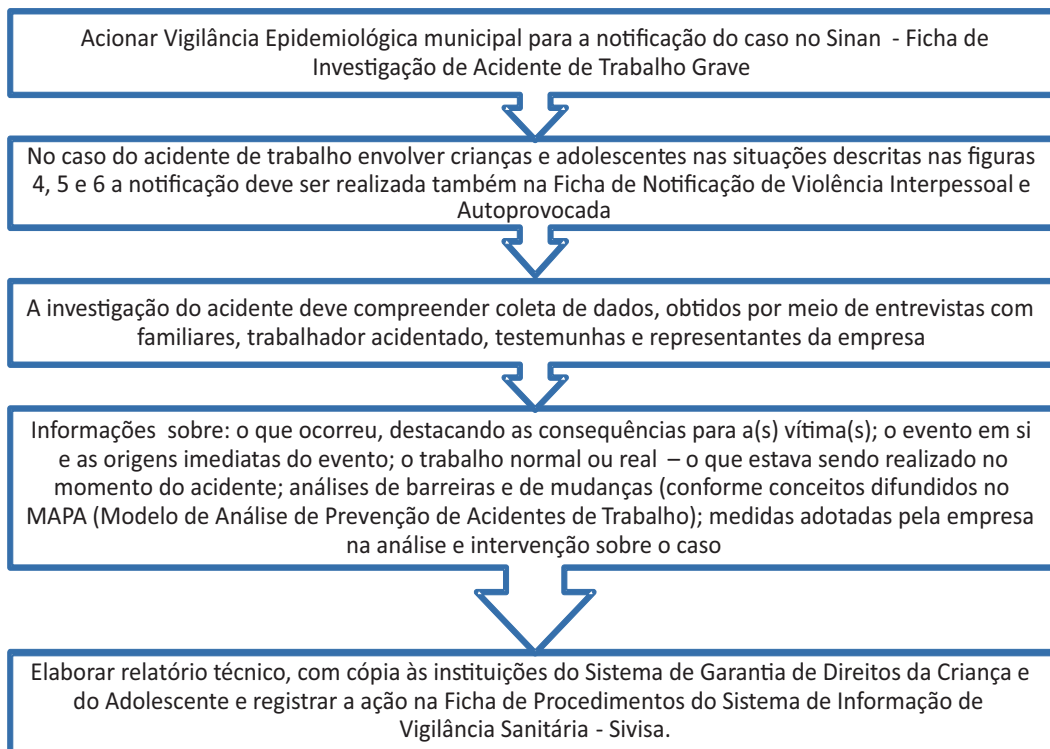 Acionar Vigilância Epidemiológica municipal para a notificação do caso no Sinan - Ficha de
Investigação de Acidente de Trabalho Grave
No caso do acidente de trabalho envolver crianças e adolescentes nas situações descritas nas figuras
4, 5 e 6 a notificação deve ser realizada também na Ficha de Notificação de Violência Interpessoal e
Autoprovocada
A investigação do acidente deve compreender coleta de dados, obtidos por meio de entrevistas com
familiares, trabalhador acidentado, testemunhas e representantes da empresa
Informações sobre: o que ocorreu, destacando as consequências para a(s) vítima(s); o evento em si
e as origens imediatas do evento; o trabalho normal ou real – o que estava sendo realizado no
momento do acidente; análises de barreiras e de mudanças (conforme conceitos difundidos no
MAPA (Modelo de Análise de Prevenção de Acidentes de Trabalho); medidas adotadas pela empresa
na análise e intervenção sobre o caso
Elaborar relatório técnico, com cópia às instituições do Sistema de Garantia de Direitos da Criança e
do Adolescente e registrar a ação na Ficha de Procedimentos do Sistema de Informação de
Vigilância Sanitária - Sivisa.